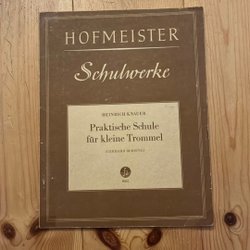 HOFMEISTER
Schulwerke
HEINRICH KNAUER
Praktische Schule
für kleine Trommel